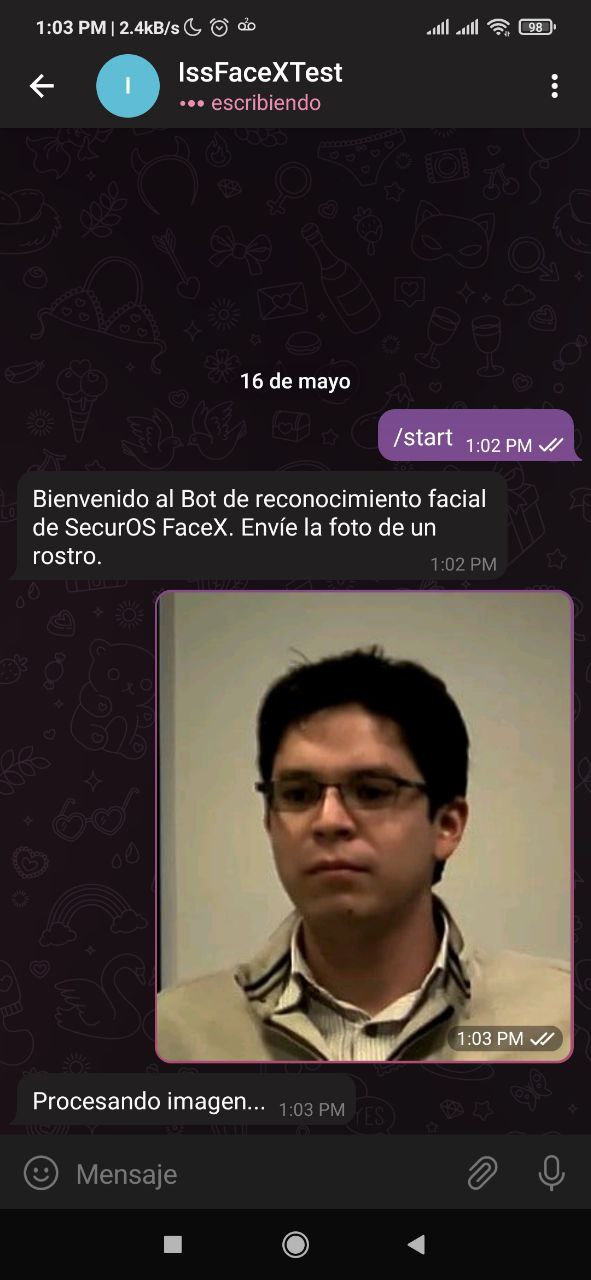 1:03 PM | 2.4kB/s
98
I
IssFaceXTest
escribiendo
16 de mayo
/start 1:02 PM
Bienvenido al Bot de reconocimiento facial
de SecurOS FaceX. Envíe la foto de un
rostro.
1:02 PM
1:03 PM
Procesando imagen... 1:03 PM
YES
Mensaje